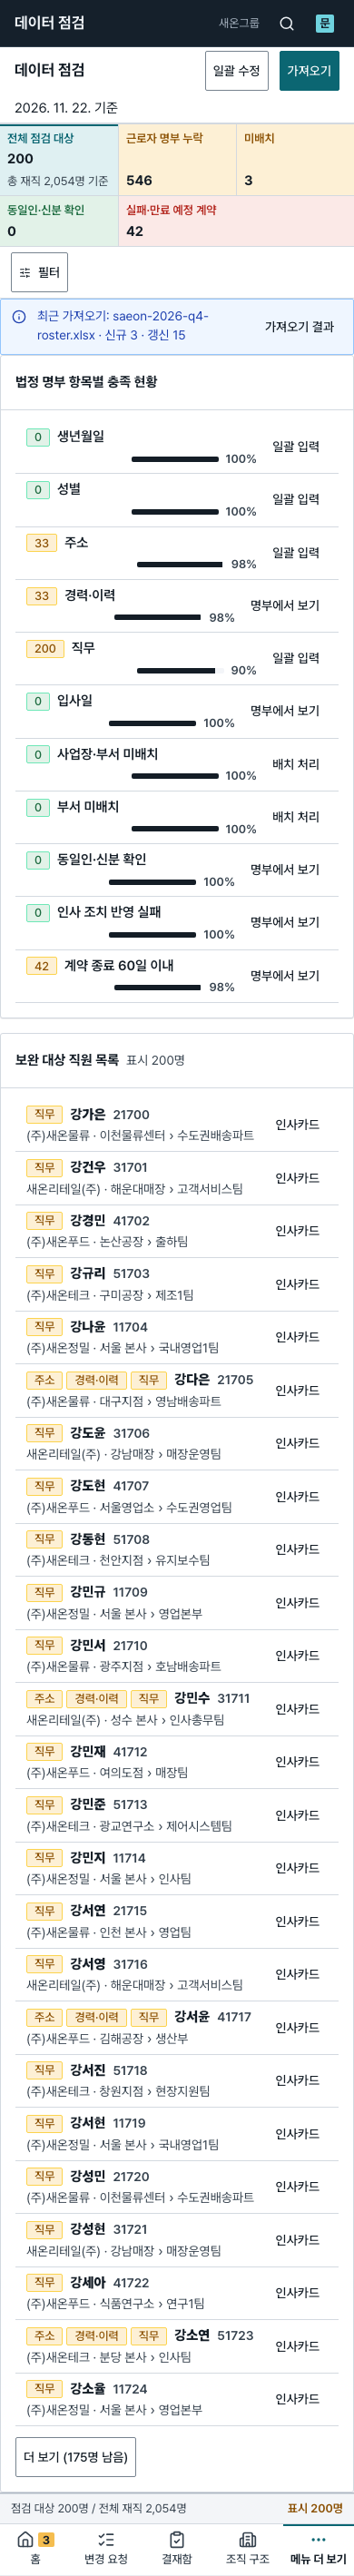 데이터 점검 새온그룹 문
데이터 점검 일괄 수정 가져오기
2026. 11. 22. 기준
전체 점검 대상 근로자 명부 누락 미배치
200
총 재직 2,054명 기준 546 3
동일인·신분 확인 실패·만료 예정 계약
0 42
필터
최근 가져오기: saeon-2026-q4-
roster.xlsx · 신규 3 · 갱신 15
가져오기 결과
법정 명부 항목별 충족 현황
0 생년월일
100% 일괄 입력
0 성별
100% 일괄 입력
33 주소
98% 일괄 입력
33 경력·이력
98% 명부에서 보기
200 직무
90% 일괄 입력
0 입사일
100% 명부에서 보기
0 사업장·부서 미배치
100% 배치 처리
0 부서 미배치
100% 배치 처리
0 동일인·신분 확인
100% 명부에서 보기
0 인사 조치 반영 실패
100% 명부에서 보기
42 계약 종료 60일 이내
98% 명부에서 보기
보완 대상 직원 목록 표시 200명
직무 강가은 21700
(주)새온물류 · 이천물류센터 › 수도권배송파트 인사카드
직무 강건우 31701
새온리테일(주) · 해운대매장 › 고객서비스팀 인사카드
직무 강경민 41702
(주)새온푸드 · 논산공장 › 출하팀 인사카드
직무 강규리 51703
(주)새온테크 · 구미공장 › 제조1팀 인사카드
직무 강나윤 11704
(주)새온정밀 · 서울 본사 › 국내영업1팀 인사카드
주소 경력·이력 직무 강다은 21705
(주)새온물류 · 대구지점 › 영남배송파트 인사카드
직무 강도윤 31706
새온리테일(주) · 강남매장 › 매장운영팀 인사카드
직무 강도현 41707
(주)새온푸드 · 서울영업소 › 수도권영업팀 인사카드
직무 강동현 51708
(주)새온테크 · 천안지점 › 유지보수팀 인사카드
직무 강민규 11709
(주)새온정밀 · 서울 본사 › 영업본부 인사카드
직무 강민서 21710
(주)새온물류 · 광주지점 › 호남배송파트 인사카드
주소 경력·이력 직무 강민수 31711
새온리테일(주) · 성수 본사 › 인사총무팀 인사카드
직무 강민재 41712
(주)새온푸드 · 여의도점 › 매장팀 인사카드
직무 강민준 51713
(주)새온테크 · 광교연구소 › 제어시스템팀 인사카드
직무 강민지 11714
(주)새온정밀 · 서울 본사 › 인사팀 인사카드
직무 강서연 21715
(주)새온물류 · 인천 본사 › 영업팀 인사카드
직무 강서영 31716
새온리테일(주) · 해운대매장 › 고객서비스팀 인사카드
주소 경력·이력 직무 강서윤 41717
(주)새온푸드 · 김해공장 › 생산부 인사카드
직무 강서진 51718
(주)새온테크 · 창원지점 › 현장지원팀 인사카드
직무 강서현 11719
(주)새온정밀 · 서울 본사 › 국내영업1팀 인사카드
직무 강성민 21720
(주)새온물류 · 이천물류센터 › 수도권배송파트 인사카드
직무 강성현 31721
새온리테일(주) · 강남매장 › 매장운영팀 인사카드
직무 강세아 41722
(주)새온푸드 · 식품연구소 › 연구1팀 인사카드
주소 경력·이력 직무 강소연 51723
(주)새온테크 · 분당 본사 › 인사팀 인사카드
직무 강소율 11724
(주)새온정밀 · 서울 본사 › 영업본부 인사카드
더 보기 (175명 남음)
점검 대상 200명 / 전체 재직 2,054명 표시 200명
3
홈 변경 요청 결재함 조직 구조 메뉴 더 보기